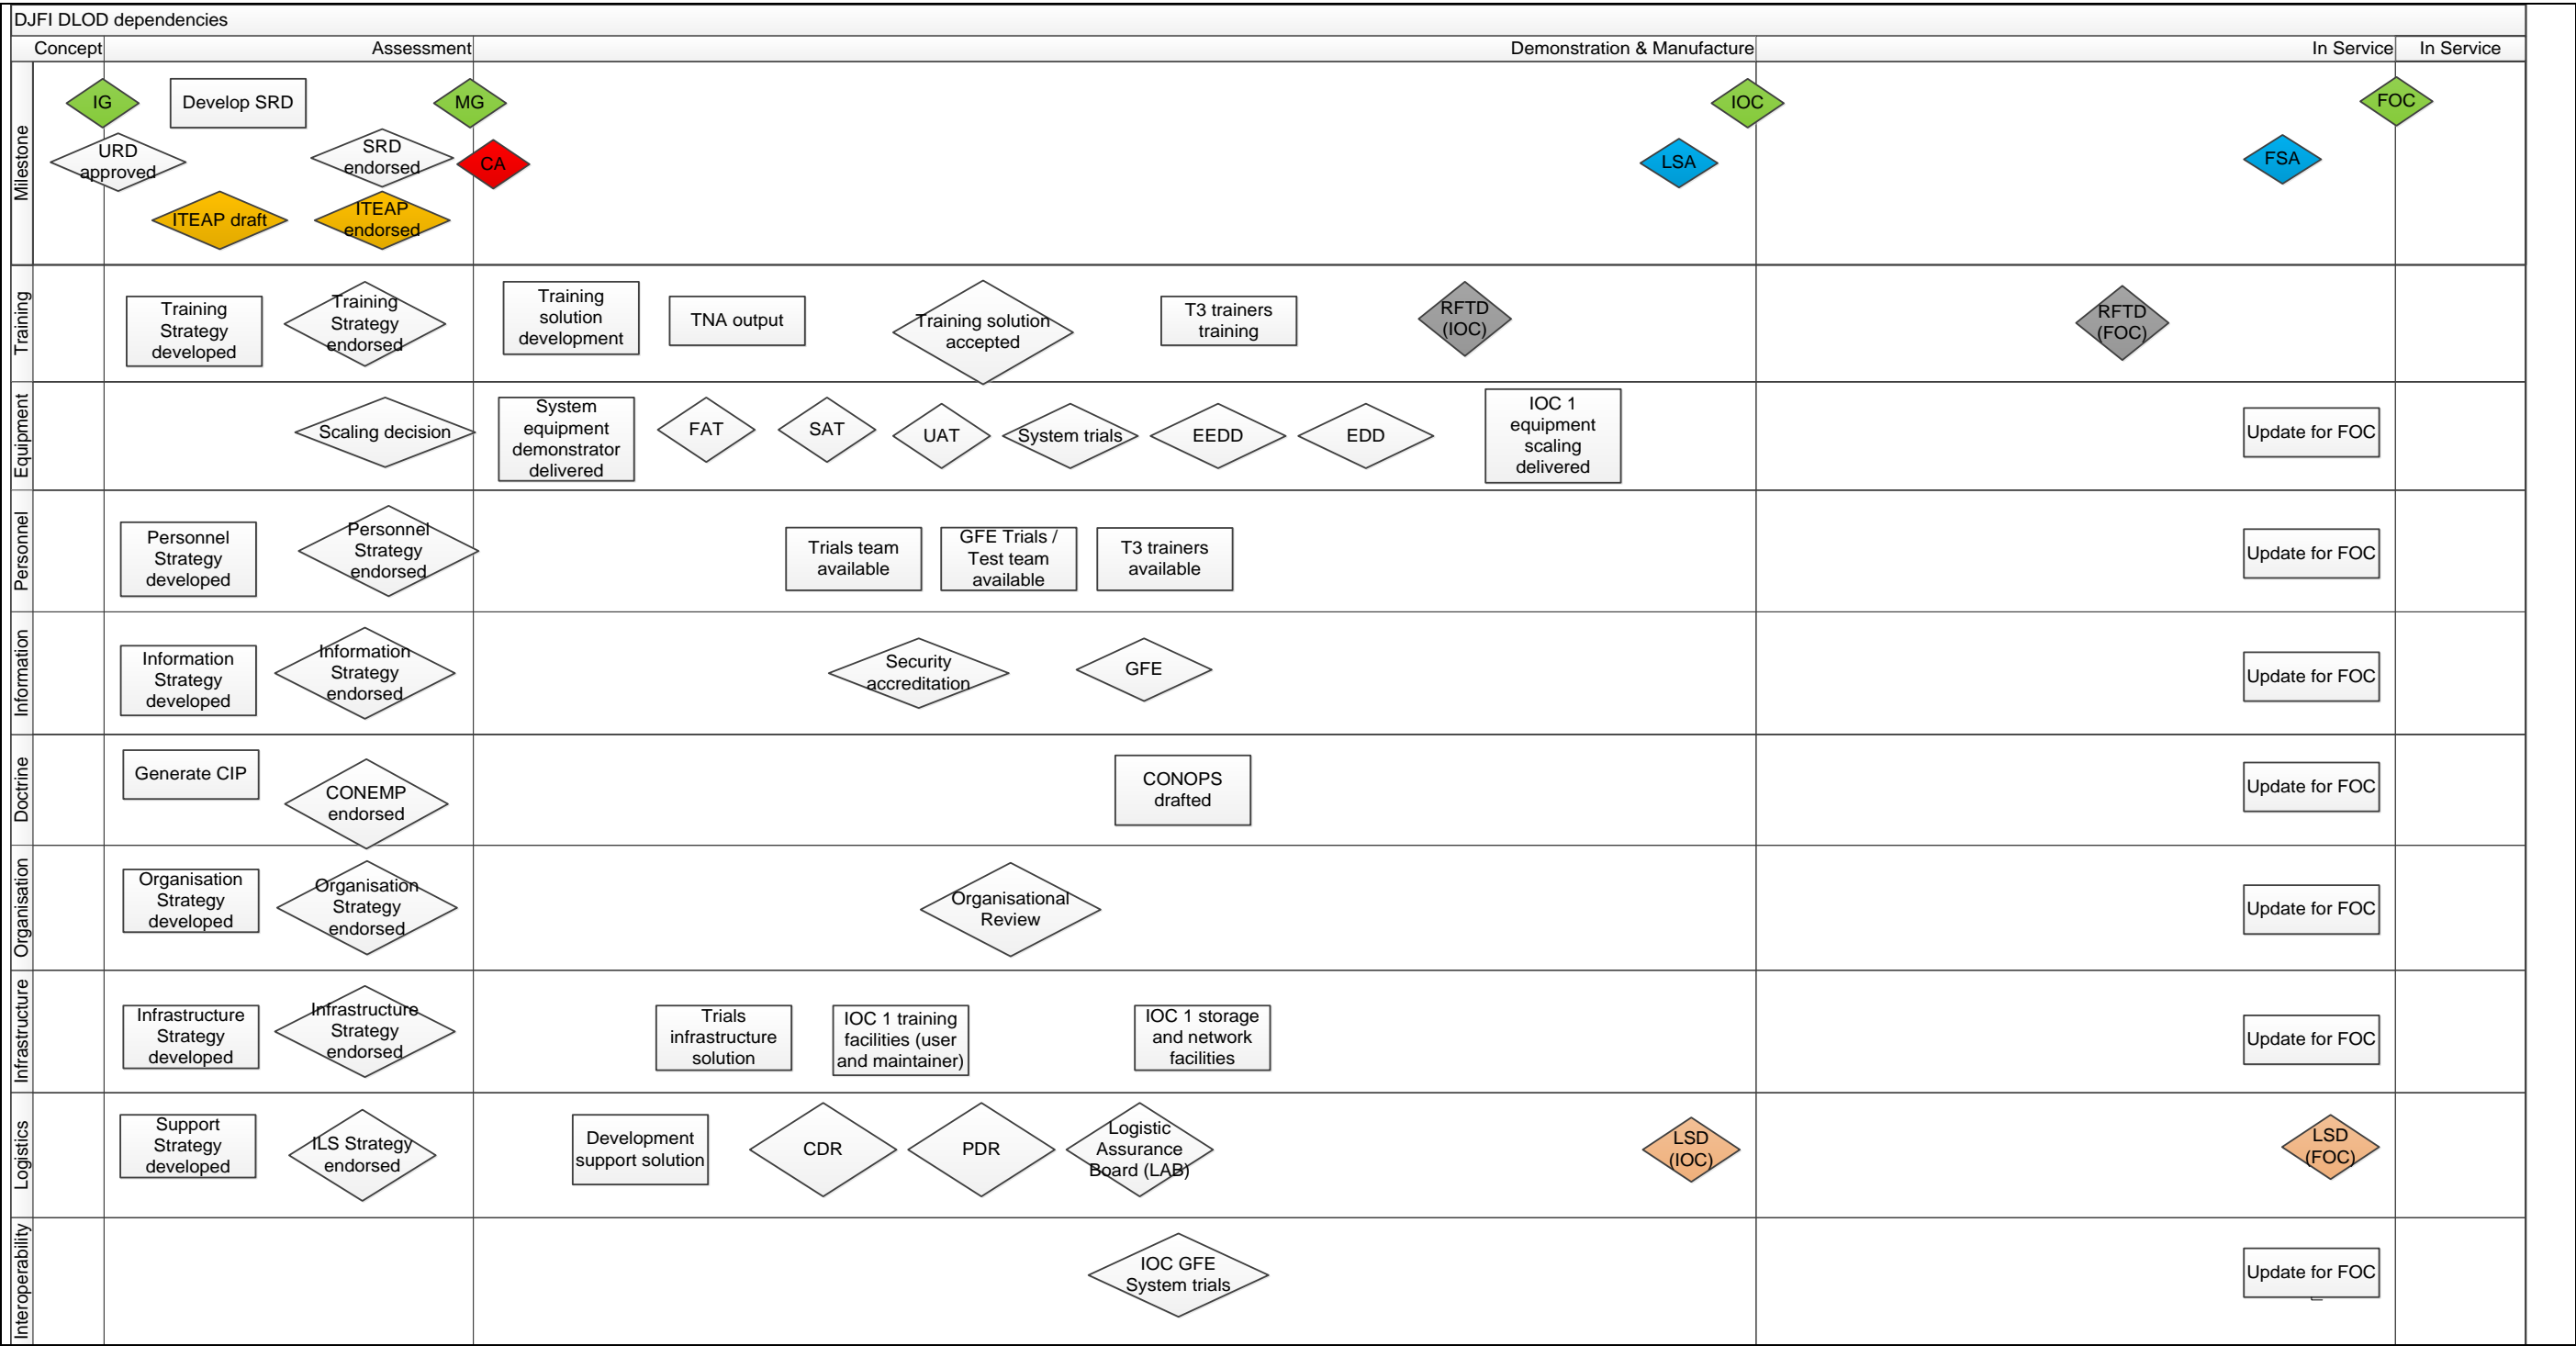 DJFI DLOD dependencies
Concept
Assessment
Demonstration & Manufacture
In Service
In Service
Milestone
IG
Develop SRD
MG
IOC
FOC
URD
approved
SRD
endorsed
CA
LSA
FSA
ITEAP draft
ITEAP
endorsed
Training
Training
Strategy
developed
Training
Strategy
endorsed
Training
solution
development
TNA output
Training solution
accepted
T3 trainers
training
RFTD
(IOC)
RFTD
(FOC)
Equipment
Scaling decision
System
equipment
demonstrator
delivered
FAT
SAT
UAT
System trials
EEDD
EDD
IOC 1
equipment
scaling
delivered
Update for FOC
Personnel
Personnel
Strategy
developed
Personnel
Strategy
endorsed
Trials team
available
GFE Trials /
Test team
available
T3 trainers
available
Update for FOC
Information
Information
Strategy
developed
Information
Strategy
endorsed
Security
accreditation
GFE
Update for FOC
Doctrine
Generate CIP
CONEMP
endorsed
CONOPS
drafted
Update for FOC
Organisation
Organisation
Strategy
developed
Organisation
Strategy
endorsed
Organisational
Review
Update for FOC
Infrastructure
Infrastructure
Strategy
developed
Infrastructure
Strategy
endorsed
Trials
infrastructure
solution
IOC 1 training
facilities (user
and maintainer)
IOC 1 storage
and network
facilities
Update for FOC
Logistics
Support
Strategy
developed
ILS Strategy
endorsed
Development
support solution
CDR
PDR
Logistic
Assurance
Board (LAB)
LSD
(IOC)
LSD
(FOC)
Interoperability
IOC GFE
System trials
Update for FOC